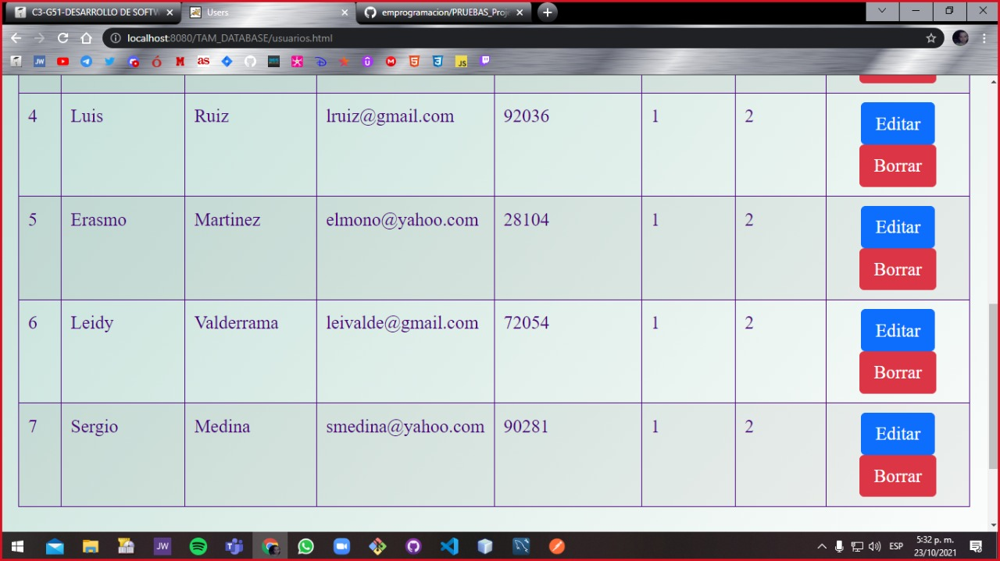 C3-G51-DESARROLLO DE SOFTW
Users
emprogramacion/PRUEBAS_Proje
localhost:8080/TAM_DATABASE/usuarios.html
JW Ó M as JS
4 Luis Ruiz lruiz@gmail.com 92036 1 2 Editar
Borrar
5 Erasmo Martinez elmono@yahoo.com 28104 1 2 Editar
Borrar
6 Leidy Valderrama leivalde@gmail.com 72054 1 2 Editar
Borrar
7 Sergio Medina smedina@yahoo.com 90281 1 2 Editar
Borrar
JW
ESP
5:32 p. m.
23/10/2021